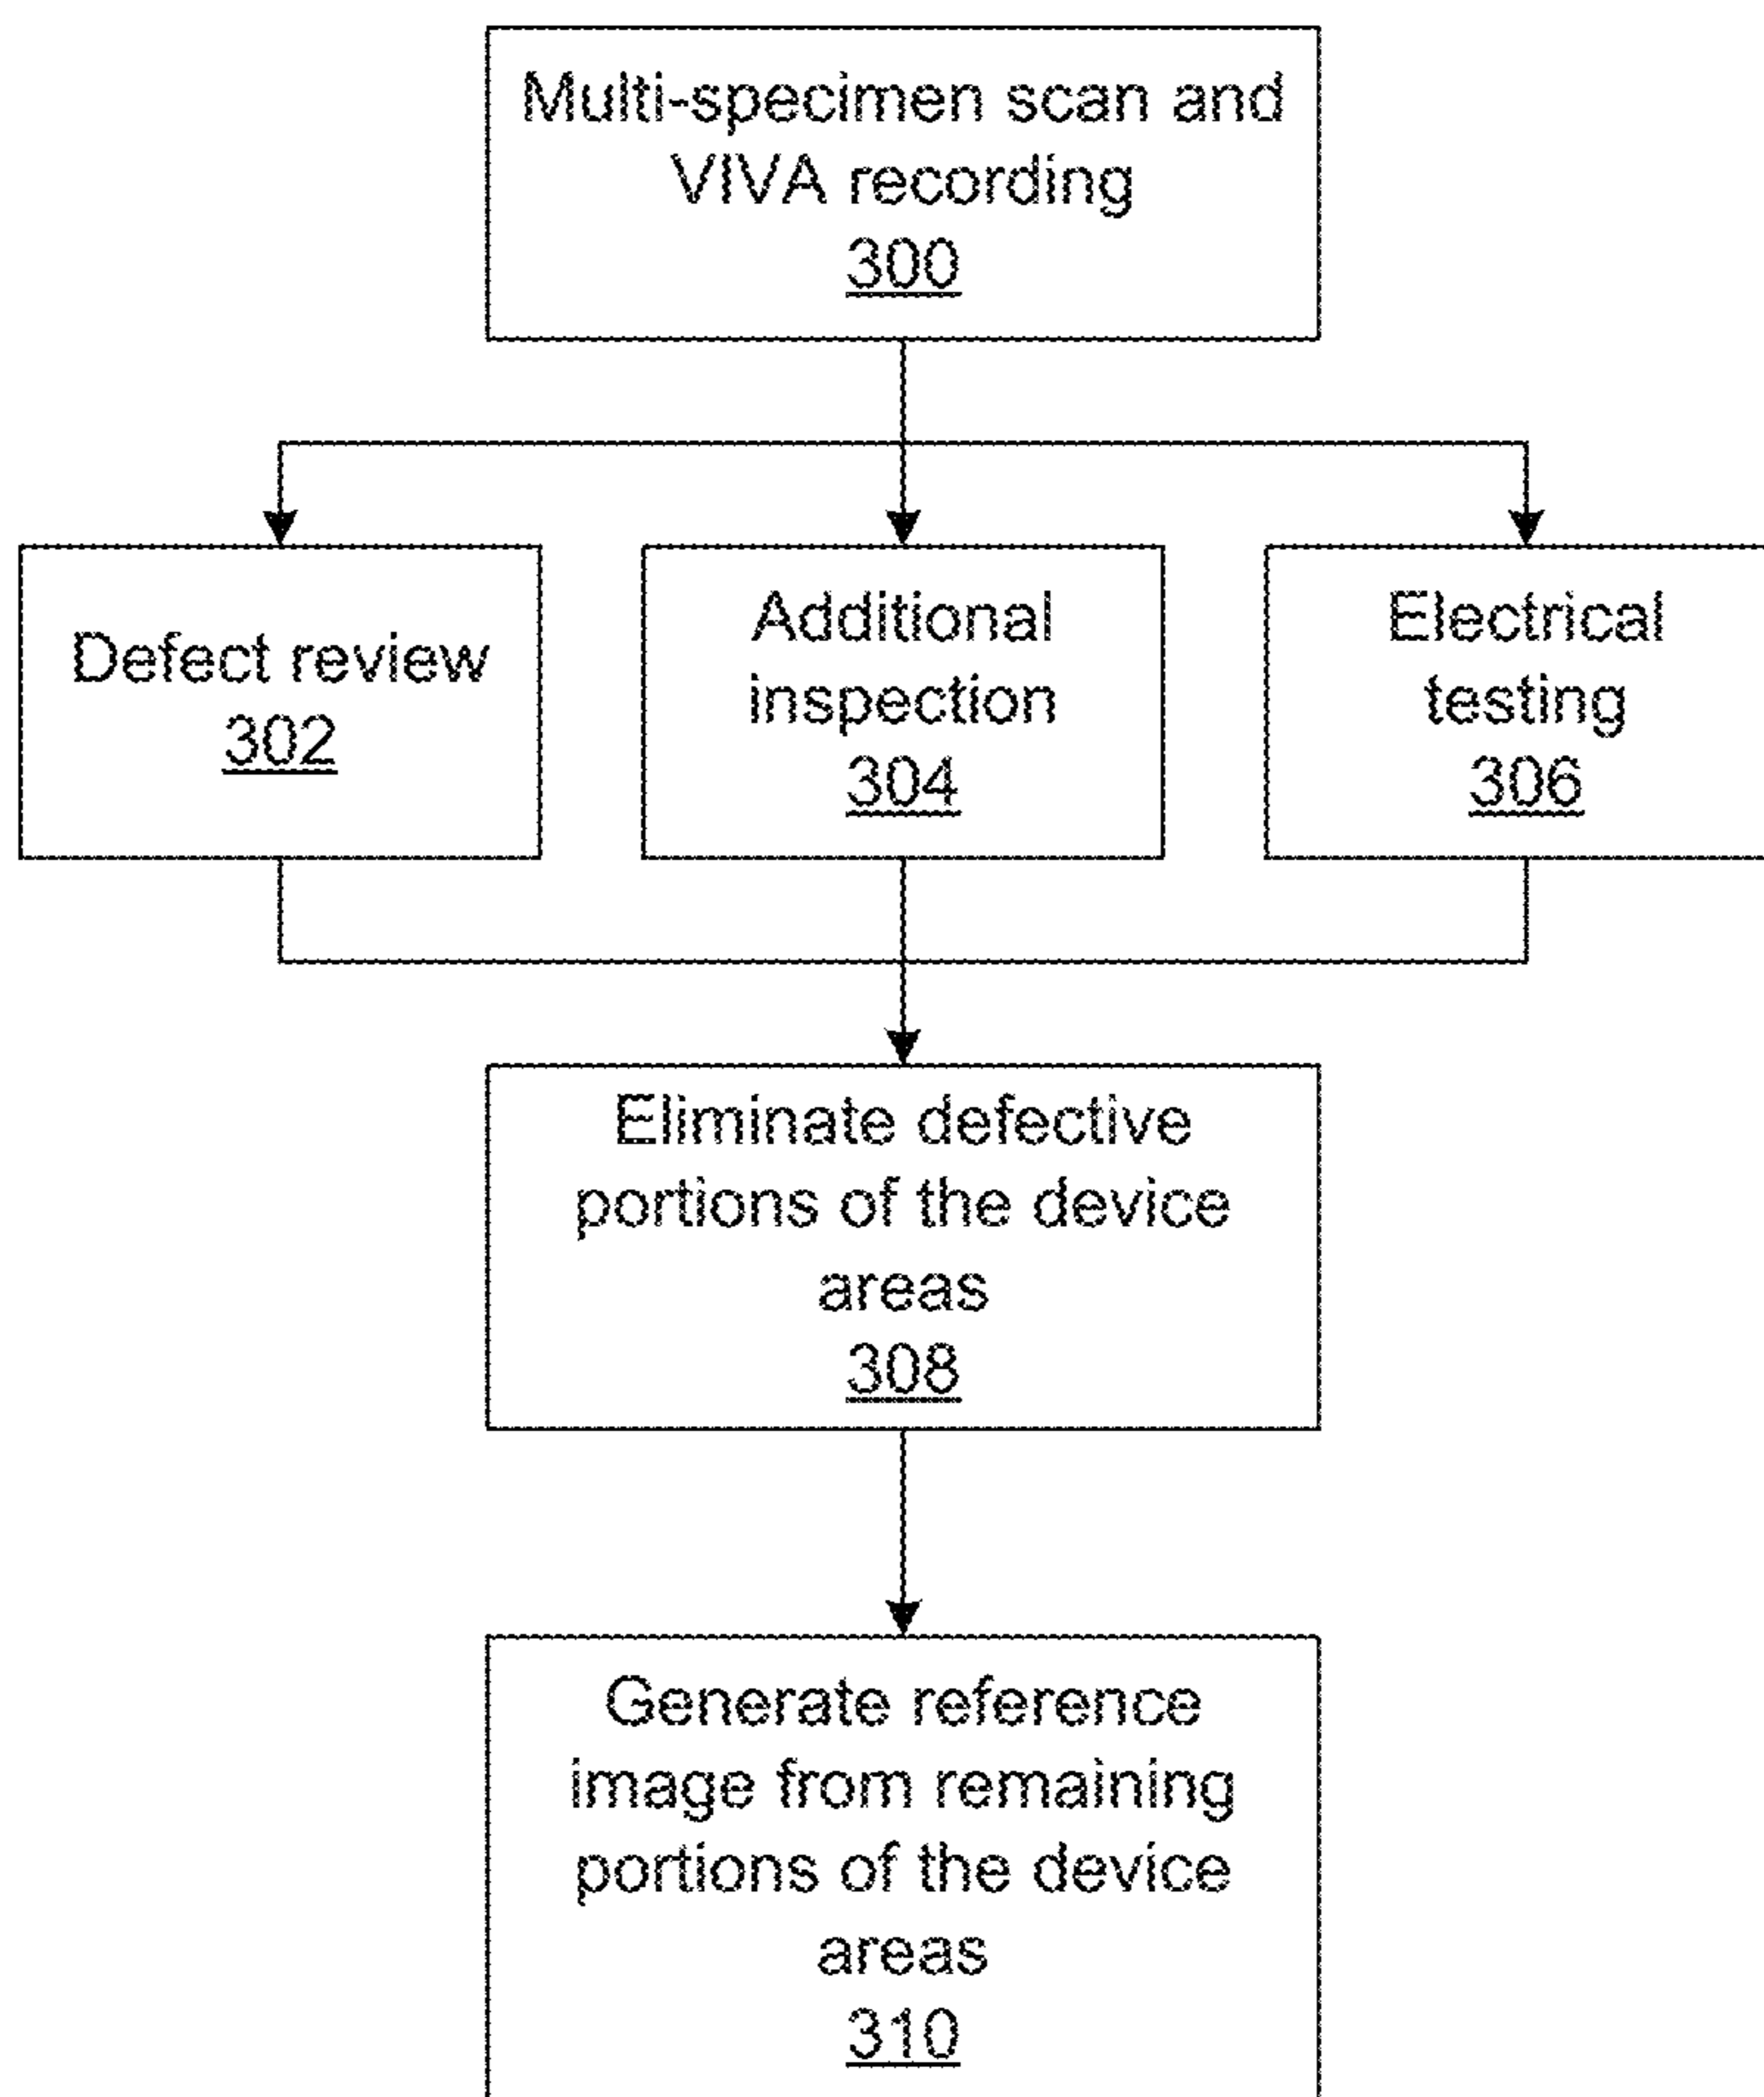 Multi-specimen scan and
VIVA recording
300
Defect review
302
Additional
inspection
304
Electrical
testing
306
Eliminate defective
portions of the device
areas
308
Generate reference
image from remaining
portions of the device
areas
310